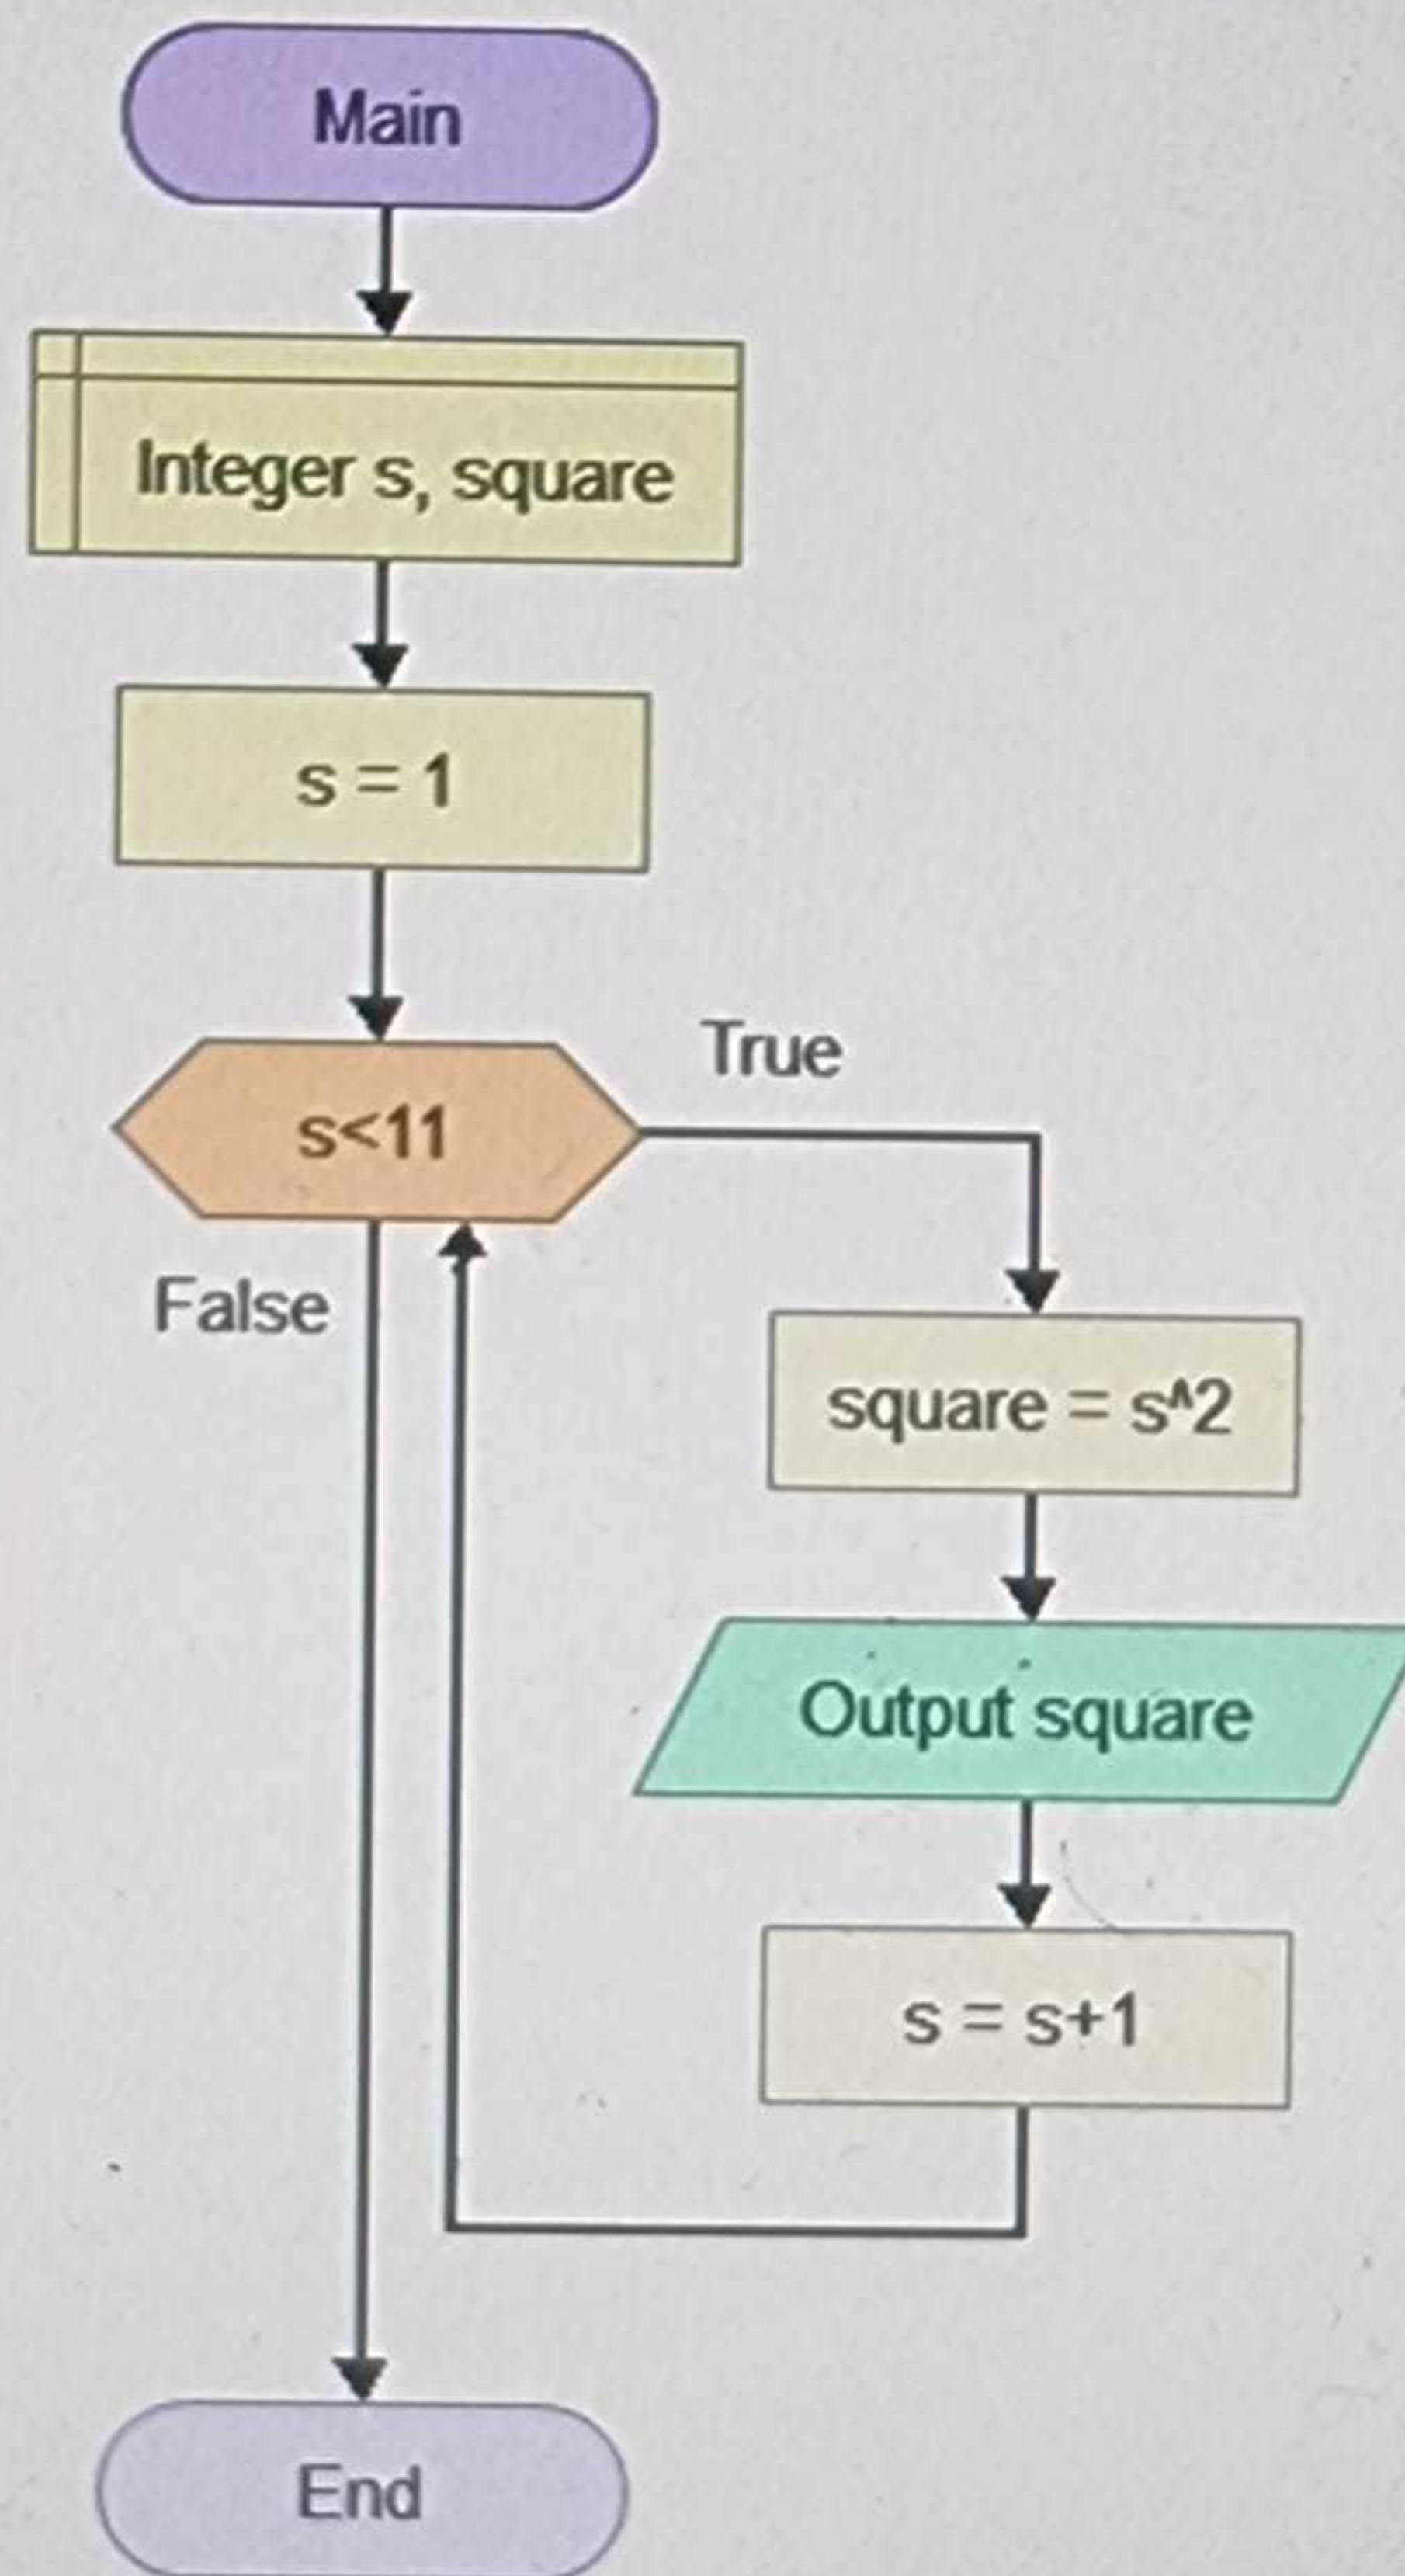 Main
Integer s, square
s = 1
s<11
True
False
square = s^2
Output square
s = s+1
End